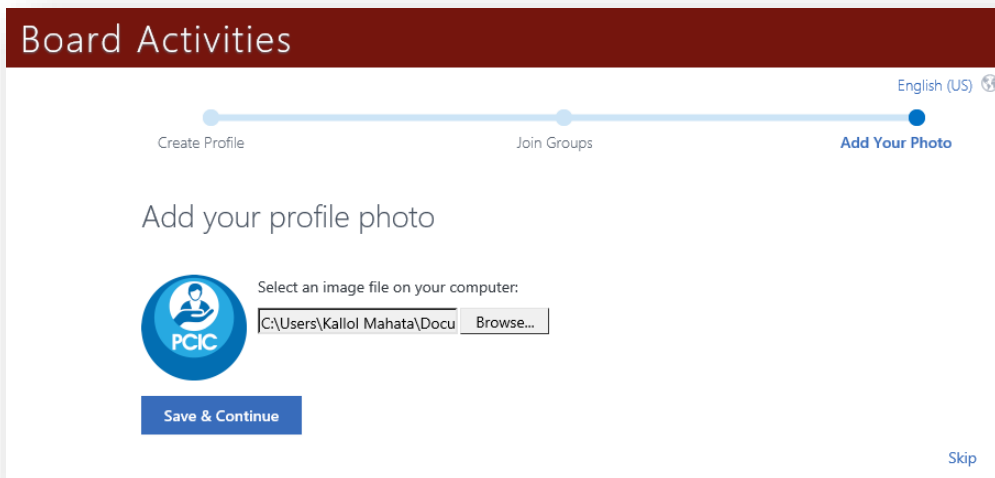 Board Activities
English (US)
Create Profile
Join Groups
Add Your Photo
Add your profile photo
Select an image file on your computer:
C:\Users\Kallol Mahata\Docu
Browse...
PCIC
Save & Continue
Skip